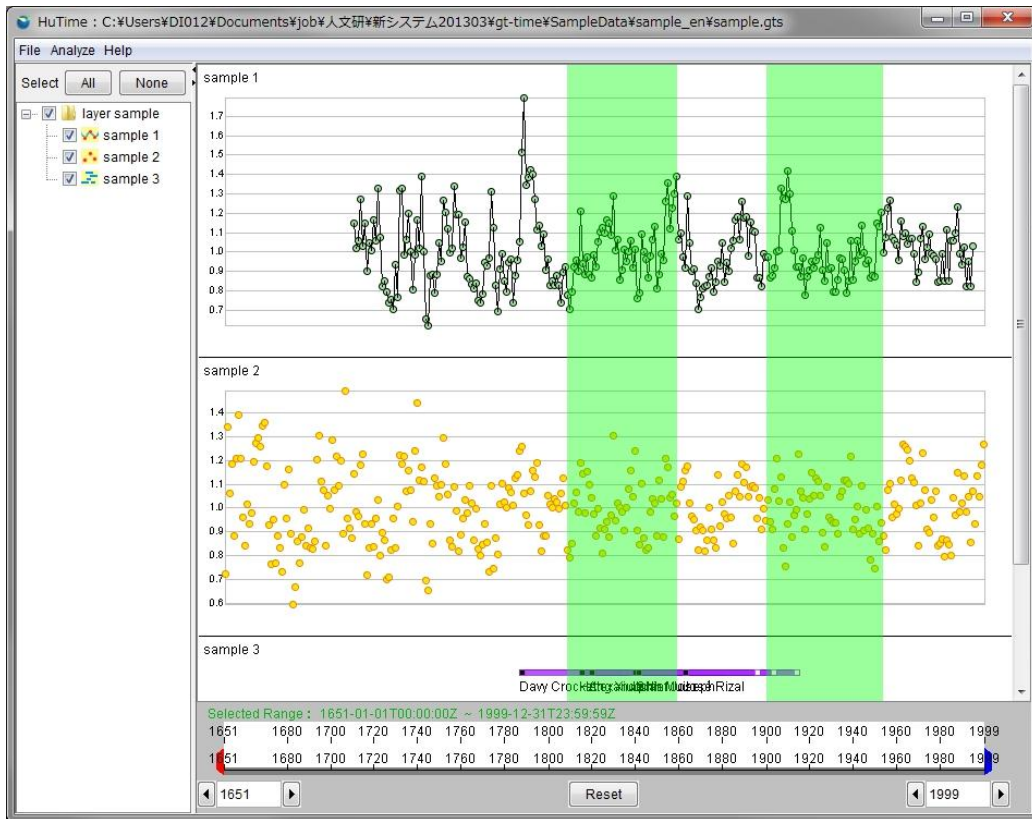 HuTime : C:¥Users¥DI012¥Documents¥job¥人文研¥新システム201303¥gt-time¥SampleData¥sample_en¥sample.gts
File Analyze Help
Select All None
layer sample
sample 1
sample 2
sample 3
sample 1
1.7
1.6
1.5
1.4
1.3
1.2
1.1
1.0
0.9
0.8
0.7
sample 2
1.4
1.3
1.2
1.1
1.0
0.9
0.8
0.7
0.6
sample 3
Davy Rizal
Selected Range : 1651-01-01T00:00:00Z ~ 1999-12-31T23:59:59Z
1651 1680 1700 1720 1740 1760 1780 1800 1820 1840 1860 1880 1900 1920 1940 1960 1980 1999
1651 1680 1700 1720 1740 1760 1780 1800 1820 1840 1860 1880 1900 1920 1940 1960 1980 1999
1651 Reset 1999